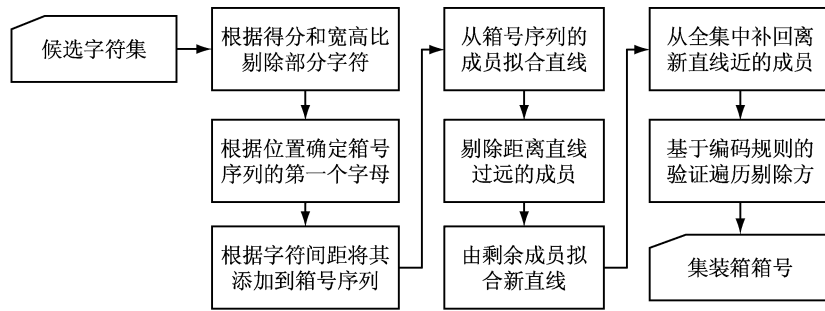 候选字符集
根据得分和宽高比
剔除部分字符
根据位置确定箱号
序列的第一个字母
根据字符间距将其
添加到箱号序列
从箱号序列的
成员拟合直线
剔除距离直线
过远的成员
由剩余成员拟
合新直线
从全集中补回离
新直线近的成员
基于编码规则的
验证遍历剔除方
集装箱箱号